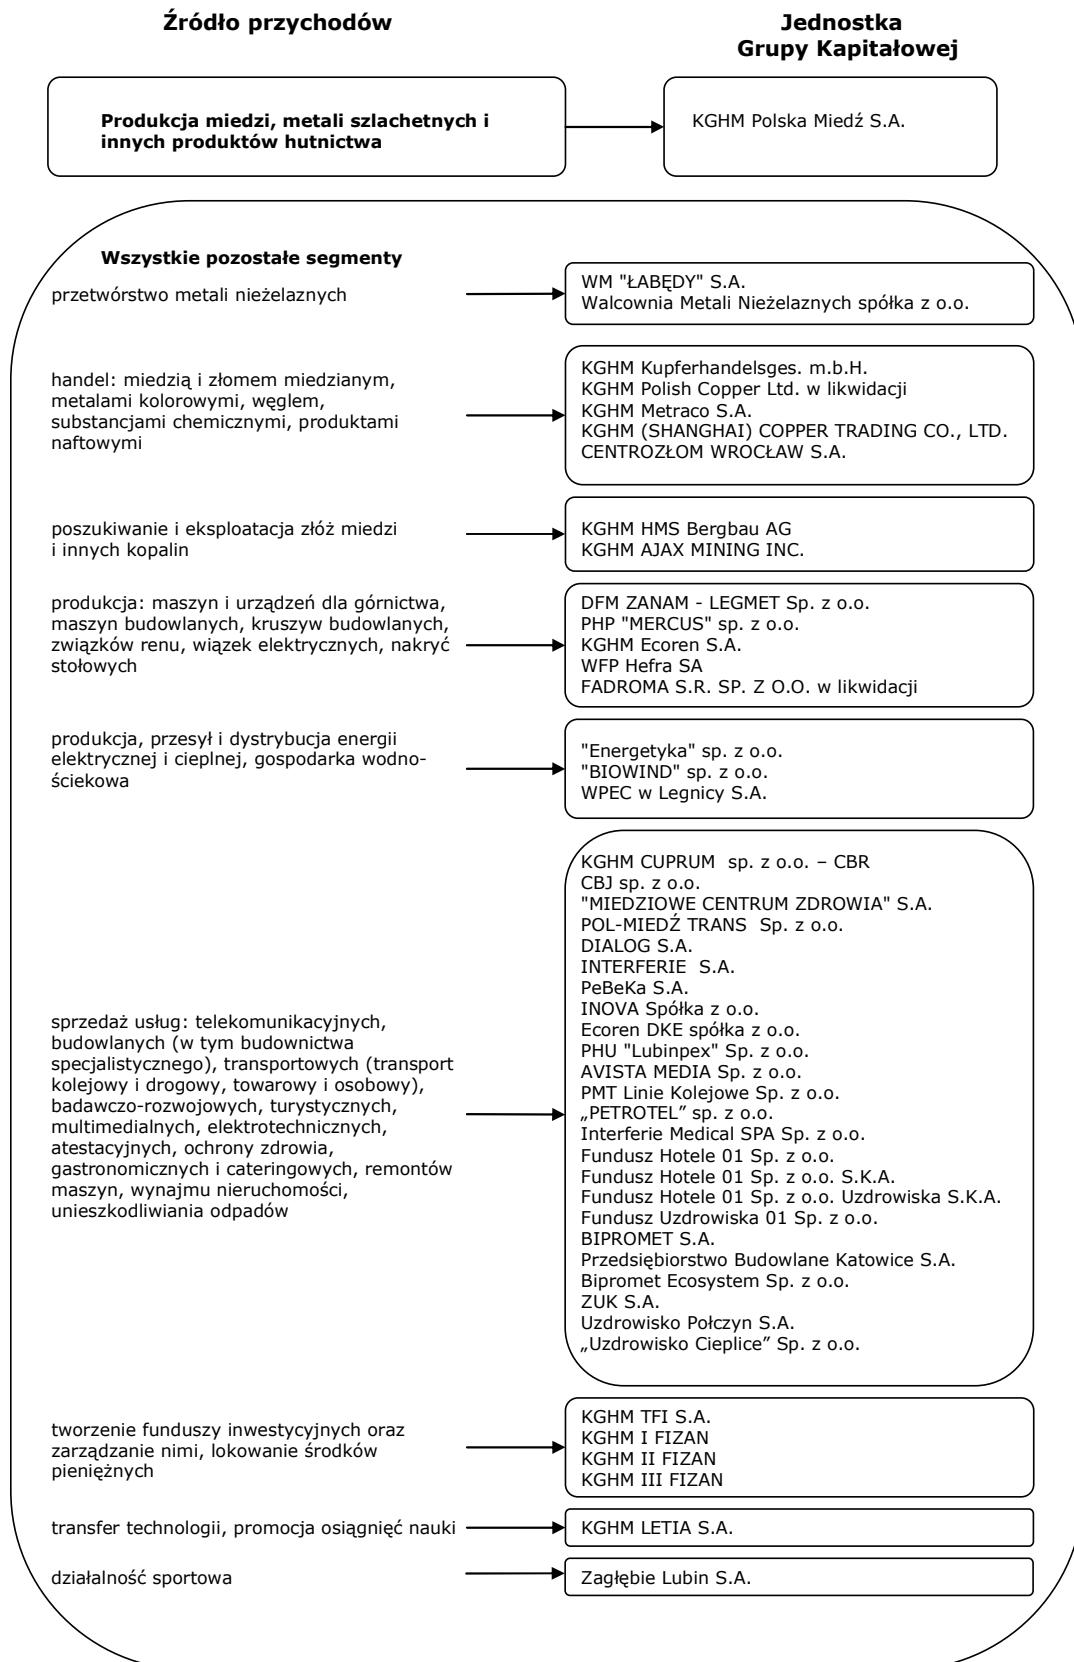 Źródło przychodów
Jednostka
Grupy Kapitałowej
Produkcja miedzi, metali szlachetnych i
innych produktów hutnictwa
KGHM Polska Miedź S.A.
Wszystkie pozostałe segmenty
przetwórstwo metali nieżelaznych
WM "ŁABĘDY" S.A.
Walcownia Metali Nieżelaznych spółka z o.o.
handel: miedzią i złomem miedzianym,
metalami kolorowymi, węglem,
substancjami chemicznymi, produktami
naftowymi
KGHM Kupferhandelsges. m.b.H.
KGHM Polish Copper Ltd. w likwidacji
KGHM Metraco S.A.
KGHM (SHANGHAI) COPPER TRADING CO., LTD.
CENTROZŁOM WROCŁAW S.A.
poszukiwanie i eksploatacja złóż miedzi
i innych kopalin
KGHM HMS Bergbau AG
KGHM AJAX MINING INC.
produkcja: maszyn i urządzeń dla górnictwa,
maszyn budowlanych, kruszyw budowlanych,
związków renu, wiązek elektrycznych, nakryć
stołowych
DFM ZANAM - LEGMET Sp. z o.o.
PHP "MERCUS" sp. z o.o.
KGHM Ecoren S.A.
WFP Hefra SA
FADROMA S.R. SP. Z O.O. w likwidacji
produkcja, przesył i dystrybucja energii
elektrycznej i cieplnej, gospodarka wodno-
ściekowa
"Energetyka" sp. z o.o.
"BIOWIND" sp. z o.o.
WPEC w Legnicy S.A.
sprzedaż usług: telekomunikacyjnych,
budowlanych (w tym budownictwa
specjalistycznego), transportowych (transport
kolejowy i drogowy, towarowy i osobowy),
badawczo-rozwojowych, turystycznych,
multimedialnych, elektrotechnicznych,
atestacyjnych, ochrony zdrowia,
gastronomicznych i cateringowych, remontów
maszyn, wynajmu nieruchomości,
unieszkodliwiania odpadów
KGHM CUPRUM sp. z o.o. – CBR
CBJ sp. z o.o.
"MIEDZIOWE CENTRUM ZDROWIA" S.A.
POL-MIEDŹ TRANS Sp. z o.o.
DIALOG S.A.
INTERFERIE S.A.
PeBeKa S.A.
INOVA Spółka z o.o.
Ecoren DKE spółka z o.o.
PHU "Lubinpex" Sp. z o.o.
AVISTA MEDIA Sp. z o.o.
PMT Linie Kolejowe Sp. z o.o.
„PETROTEL” sp. z o.o.
Interferie Medical SPA Sp. z o.o.
Fundusz Hotele 01 Sp. z o.o.
Fundusz Hotele 01 Sp. z o.o. S.K.A.
Fundusz Hotele 01 Sp. z o.o. Uzdrowiska S.K.A.
Fundusz Uzdrowiska 01 Sp. z o.o.
BIPROMET S.A.
Przedsiębiorstwo Budowlane Katowice S.A.
Bipromet Ecosystem Sp. z o.o.
ZUK S.A.
Uzdrowisko Połczyn S.A.
„Uzdrowisko Cieplice” Sp. z o.o.
tworzenie funduszy inwestycyjnych oraz
zarządzanie nimi, lokowanie środków
pieniężnych
KGHM TFI S.A.
KGHM I FIZAN
KGHM II FIZAN
KGHM III FIZAN
transfer technologii, promocja osiągnięć nauki
KGHM LETIA S.A.
działalność sportowa
Zagłębie Lubin S.A.